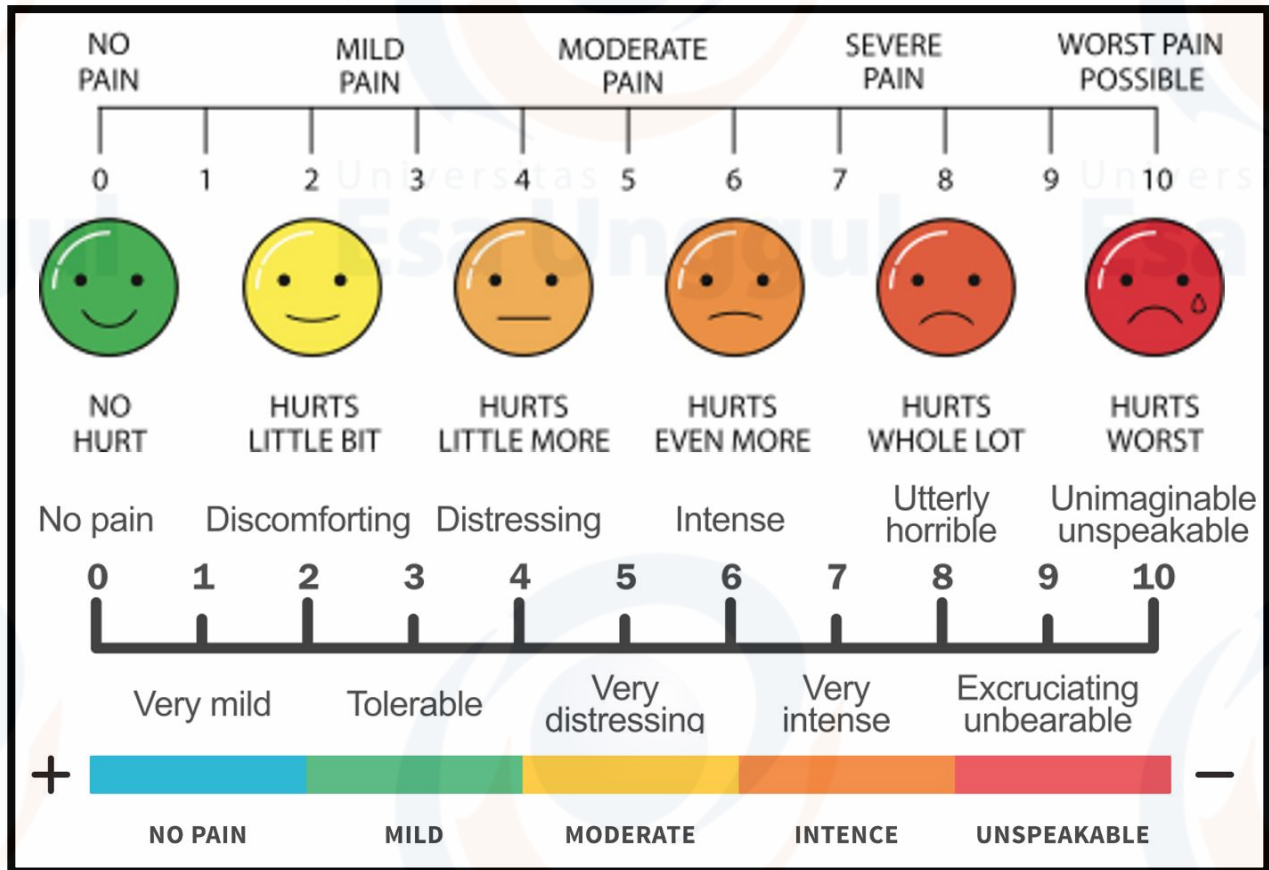 NO PAIN
MILD PAIN
MODERATE PAIN
SEVERE PAIN
WORST PAIN POSSIBLE
0 1 2 3 4 5 6 7 8 9 10
Universitas
Esa Unggul
NO HURT
HURTS LITTLE BIT
HURTS LITTLE MORE
HURTS EVEN MORE
HURTS WHOLE LOT
HURTS WORST
No pain
Discomforting
Distressing
Intense
Utterly horrible
Unimaginable unspeakable
0 1 2 3 4 5 6 7 8 9 10
Very mild
Tolerable
Very distressing
Very intense
Excruciating unbearable
+ −
NO PAIN
MILD
MODERATE
INTENCE
UNSPEAKABLE